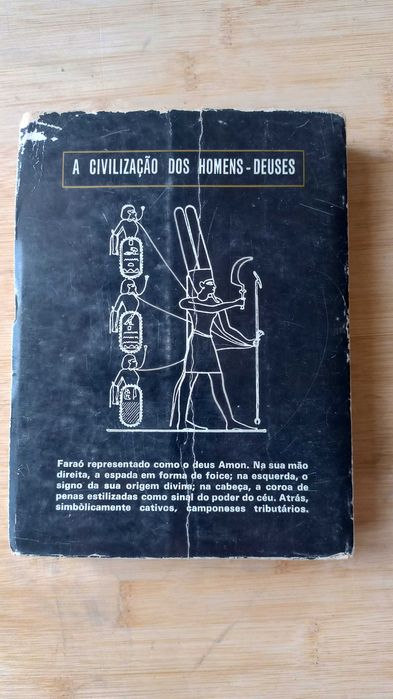 A CIVILIZAÇÃO DOS HOMENS-DEUSES
Faraó representado como o deus Amon. Na sua mão
direita, a espada em forma de foice; na esquerda, o
signo da sua origem divina; na cabeça, a coroa de
penas estilizadas como sinal do poder do céu. Atrás,
simbòlicamente cativos, camponeses tributários.